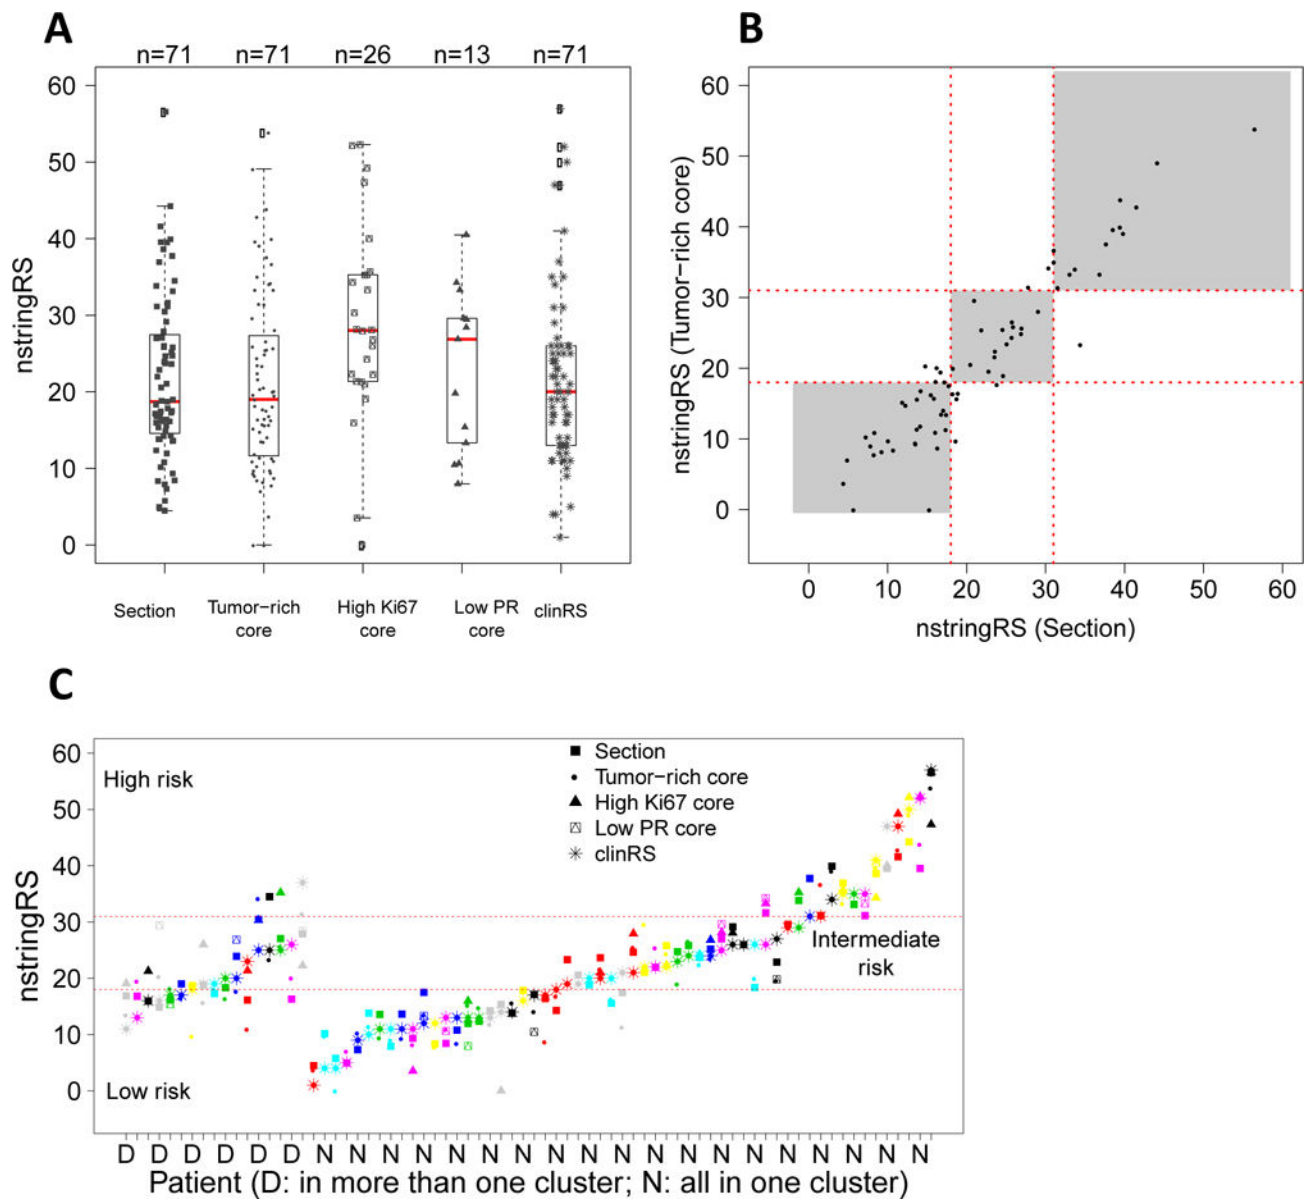 A
n=71 n=71 n=26 n=13 n=71
60
50
40
30
20
10
0
nstringRS
Section Tumor−rich core High Ki67 core Low PR core clinRS
B
60
50
40
30
20
10
0
nstringRS (Tumor−rich core)
0 10 20 30 40 50 60
nstringRS (Section)
C
60
50
40
30
20
10
0
nstringRS
High risk
Section
Tumor−rich core
High Ki67 core
Low PR core
clinRS
Intermediate
risk
Low risk
D D D D D D N N N N N N N N N N N N N N N N N N N
Patient (D: in more than one cluster; N: all in one cluster)